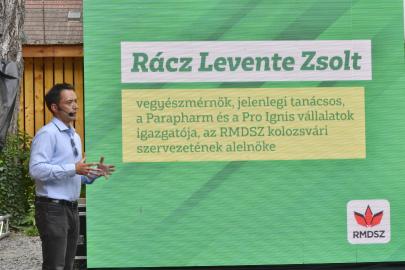 Rácz Levente Zsolt
vegyészmérnök, jelenlegi tanácsos,
a Parapharm és a Pro Ignis vállalatok
igazgatója, az RMDSZ kolozsvári
szervezetének alelnöke
RMDSZ